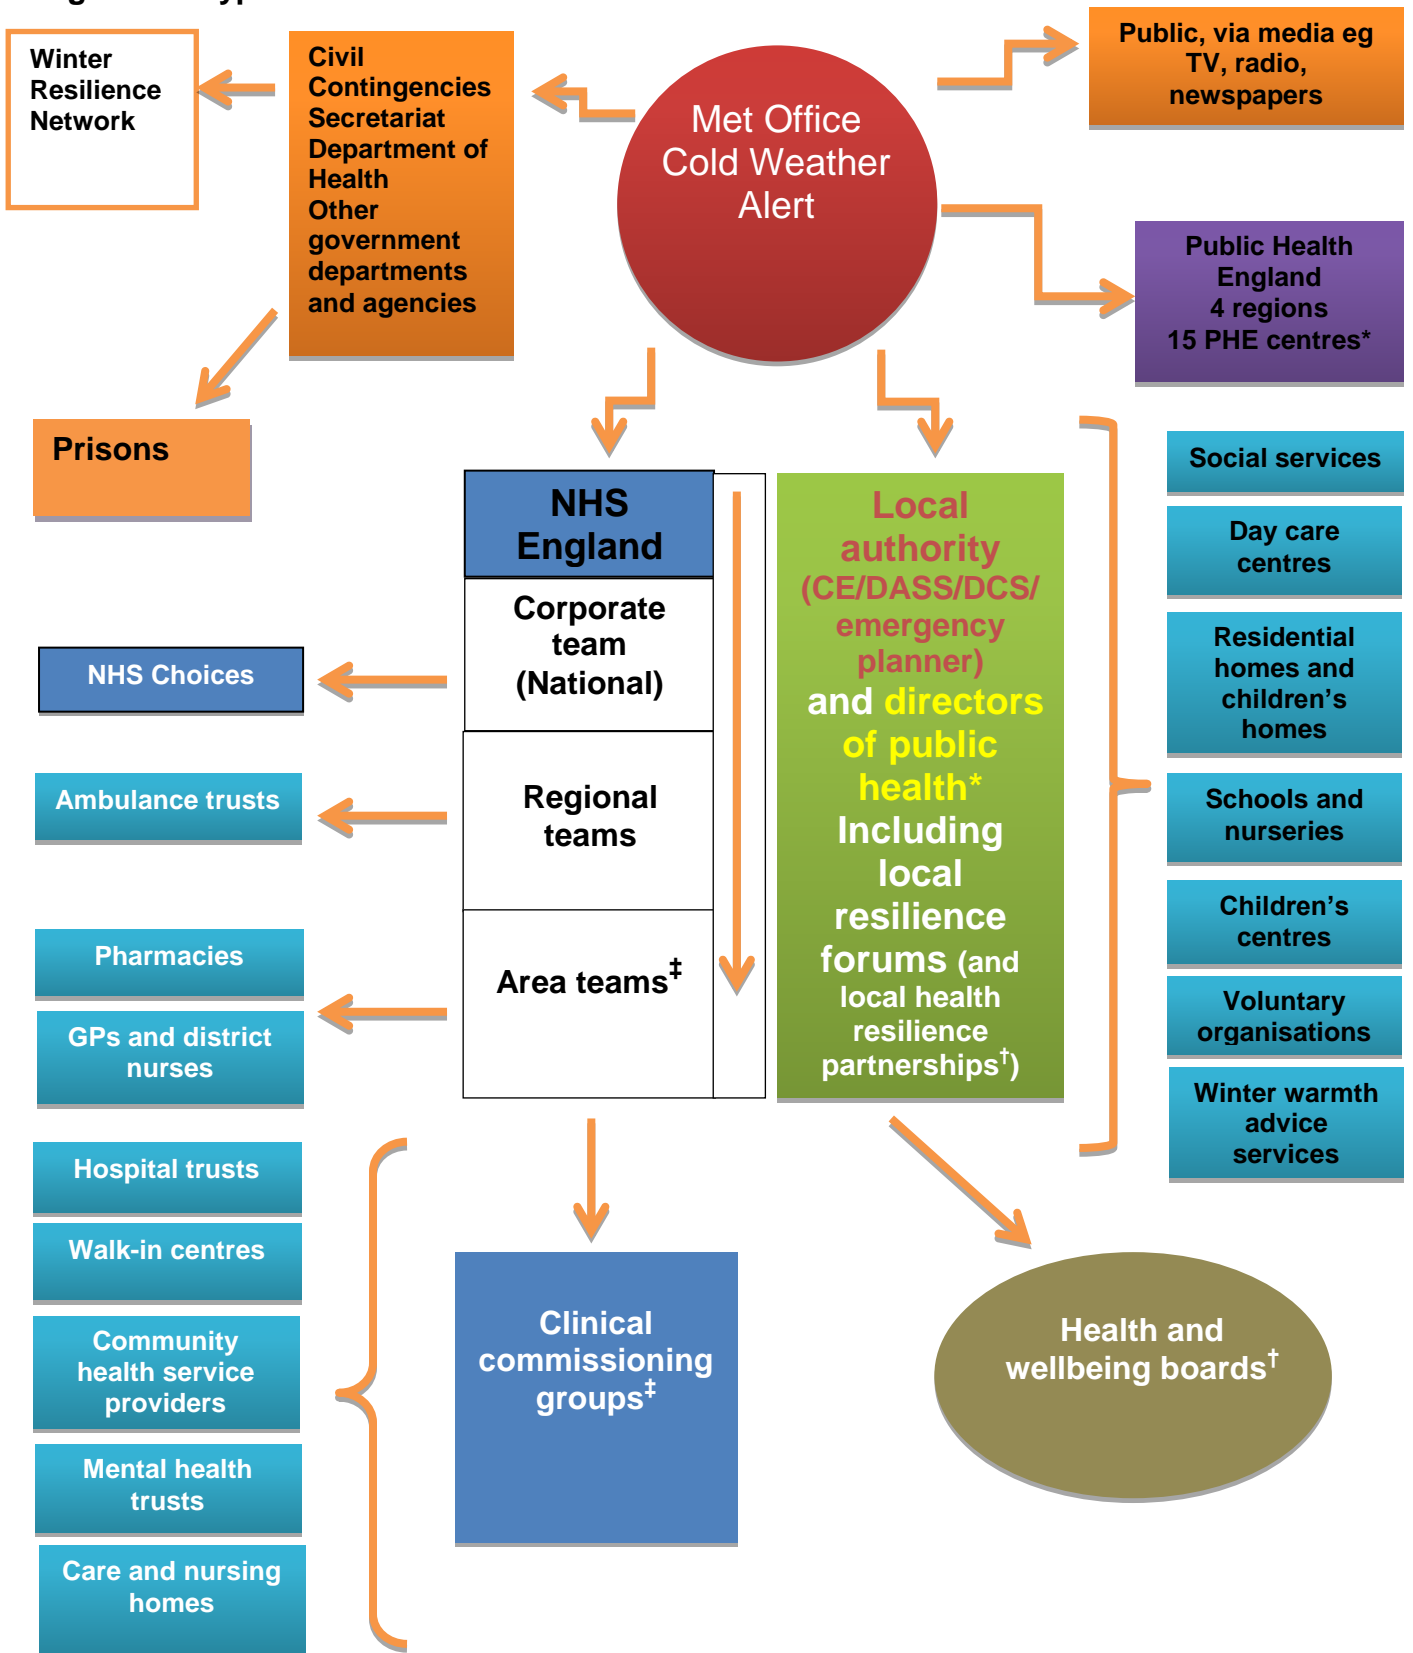 Winter
Resilience
Network
Civil
Contingencies
Secretariat
Department of
Health
Other
government
departments
and agencies
Met Office
Cold Weather
Alert
Public, via media eg
TV, radio,
newspapers
Public Health
England
4 regions
15 PHE centres*
Prisons
NHS
England
Corporate
team
(National)
Regional
teams
Area teams‡
Local
authority
(CE/DASS/DCS/
emergency
planner)
and directors
of public
health*
Including
local
resilience
forums (and
local health
resilience
partnerships†)
Social services
Day care
centres
Residential
homes and
children’s
homes
Schools and
nurseries
Children’s
centres
Voluntary
organisations
Winter warmth
advice
services
NHS Choices
Ambulance trusts
Pharmacies
GPs and district
nurses
Hospital trusts
Walk-in centres
Community
health service
providers
Mental health
trusts
Care and nursing
homes
Clinical
commissioning
groups‡
Health and
wellbeing boards†